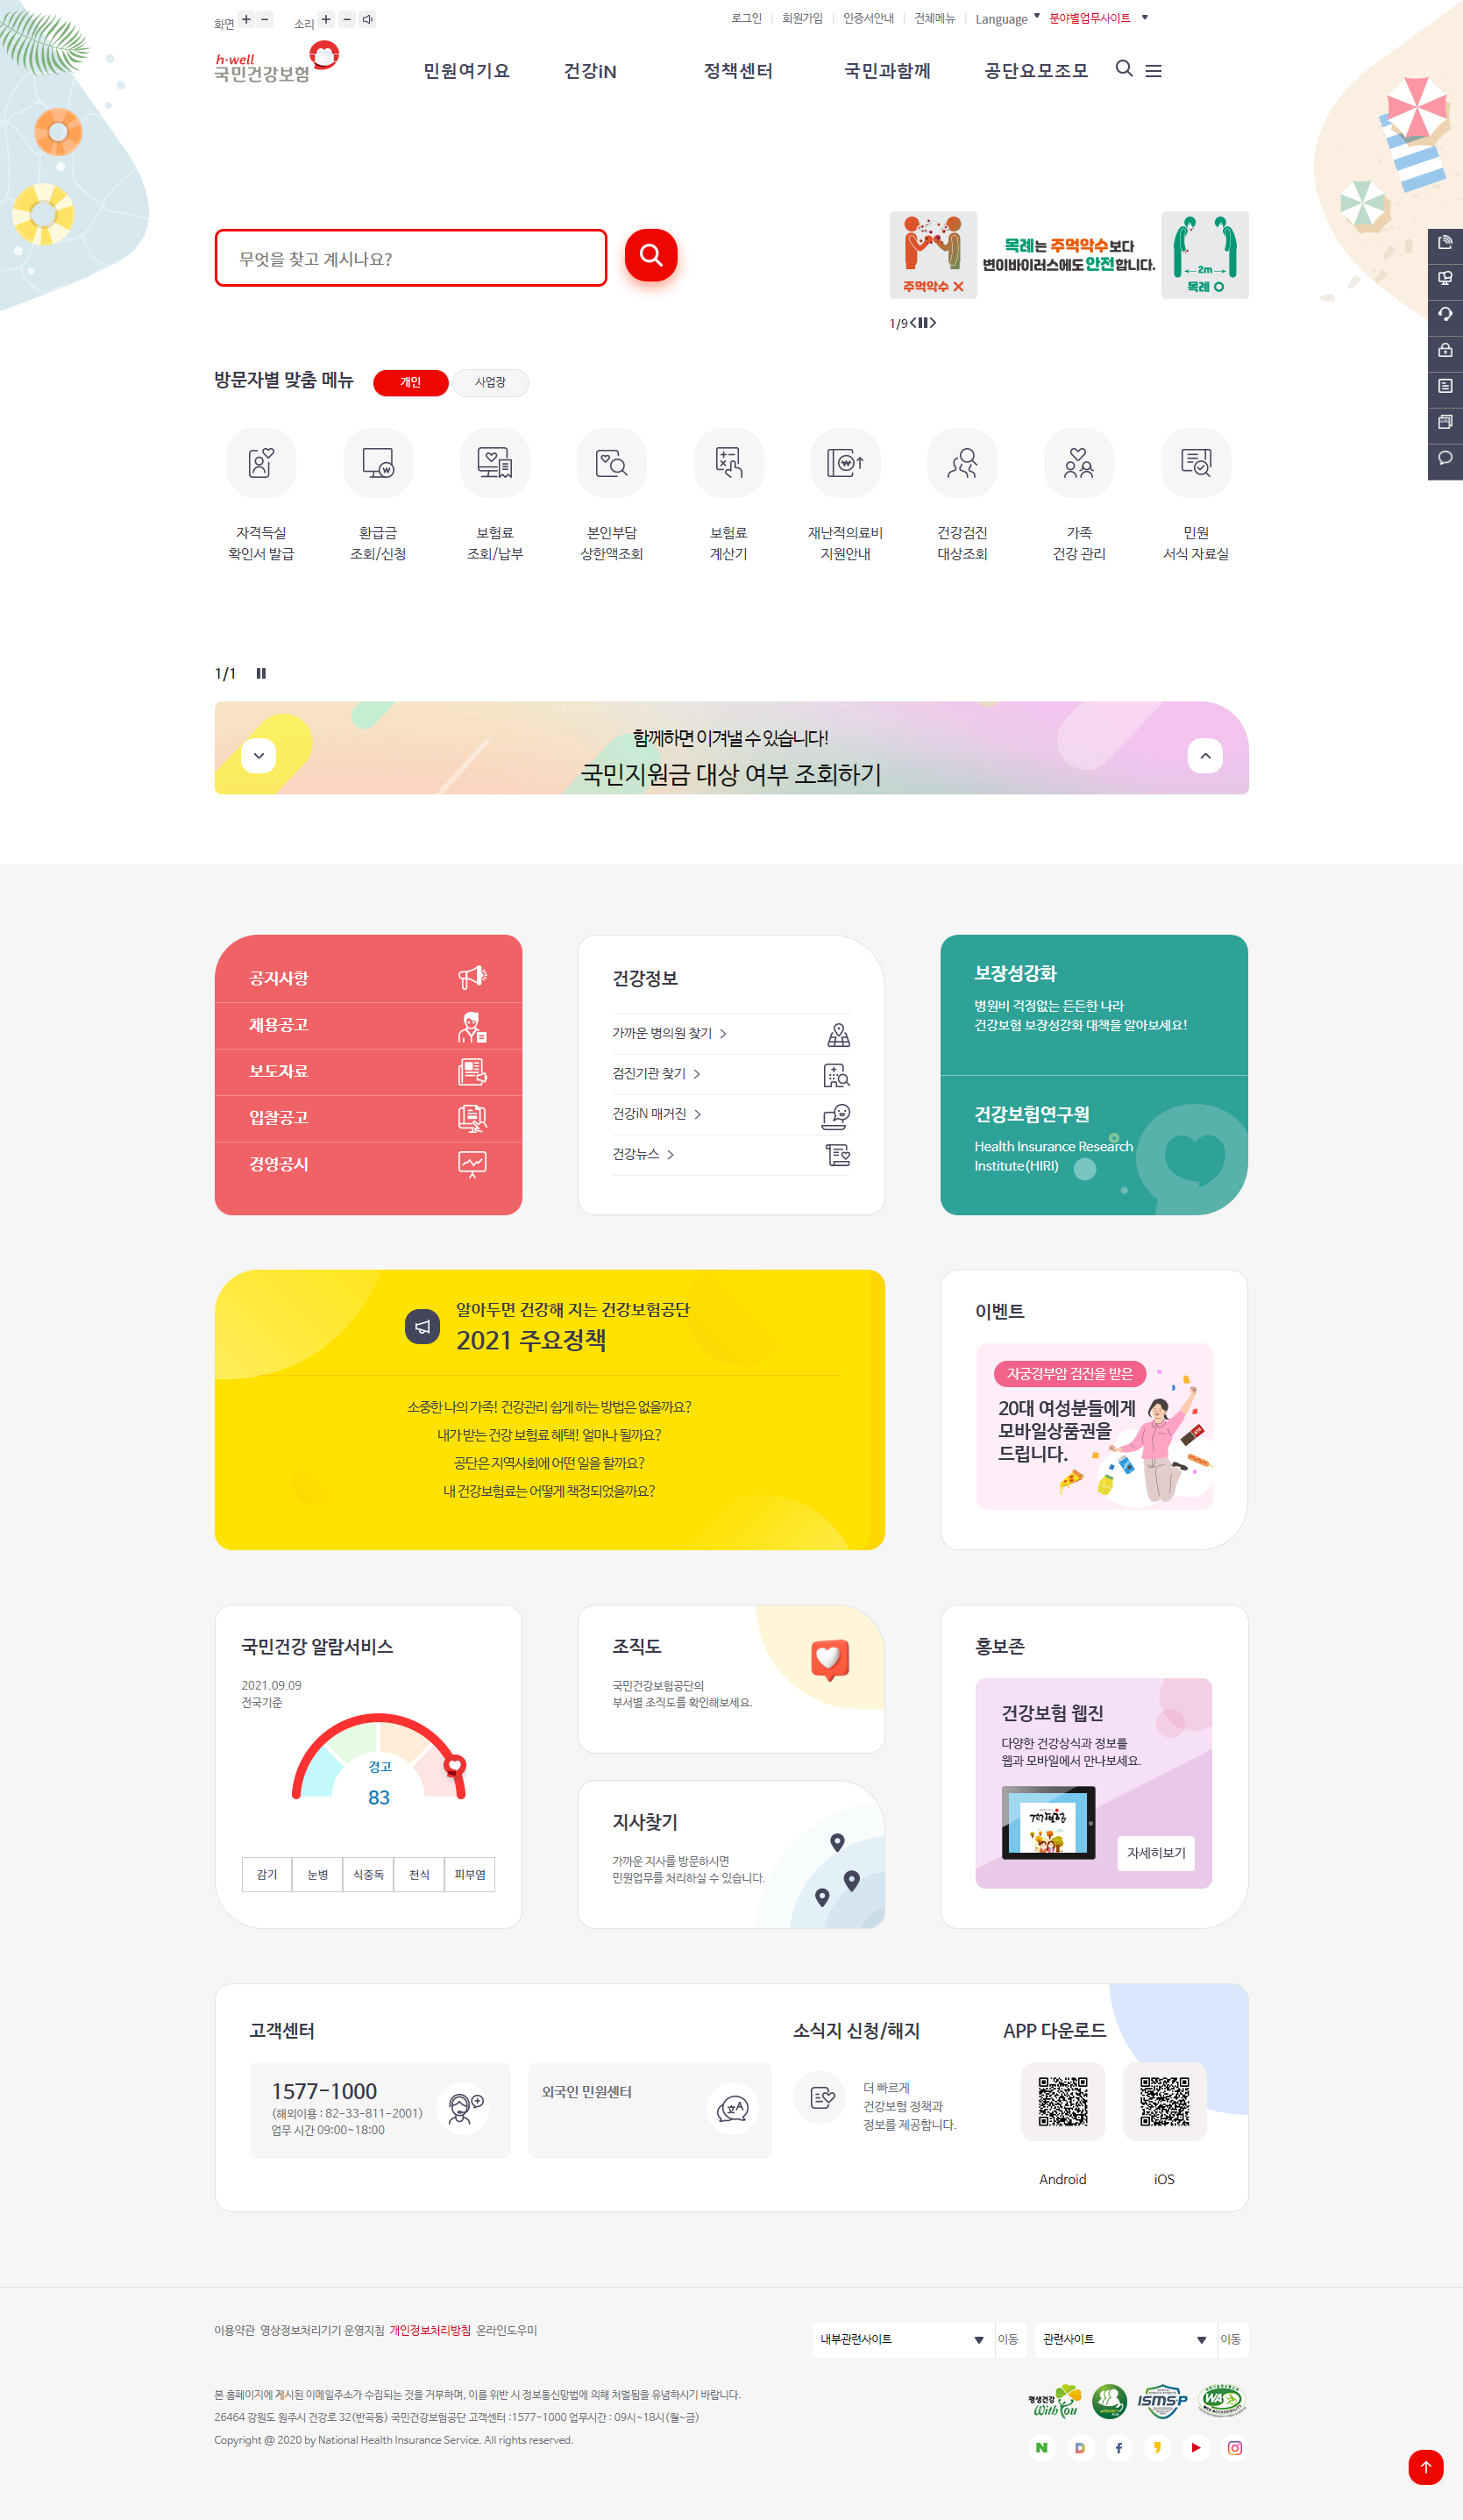 화면 + − 소리 + −
로그인 회원가입 인증서안내 전체메뉴 Language 분야별업무사이트
h·well
국민건강보험
민원여기요 건강iN 정책센터 국민과함께 공단요모조모
무엇을 찾고 계시나요?
목례는 주먹악수보다
변이바이러스에도 안전합니다.
주먹악수 ✕
2m
목례 O
1/9
방문자별 맞춤 메뉴 개인 사업장
자격득실
확인서 발급
환급금
조회/신청
보험료
조회/납부
본인부담
상한액조회
보험료
계산기
재난적의료비
지원안내
건강검진
대상조회
가족
건강 관리
민원
서식 자료실
1/1
함께하면 이겨낼 수 있습니다!
국민지원금 대상 여부 조회하기
공지사항
채용공고
보도자료
입찰공고
경영공시
건강정보
가까운 병의원 찾기 >
검진기관 찾기 >
건강iN 매거진 >
건강뉴스 >
보장성강화
병원비 걱정없는 든든한 나라
건강보험 보장성강화 대책을 알아보세요!
건강보험연구원
Health Insurance Research
Institute(HIRI)
알아두면 건강해 지는 건강보험공단
2021 주요정책
소중한 나의 가족! 건강관리 쉽게 하는 방법은 없을까요?
내가 받는 건강 보험료 혜택! 얼마나 될까요?
공단은 지역사회에 어떤 일을 할까요?
내 건강보험료는 어떻게 책정되었을까요?
이벤트
자궁경부암 검진을 받은
20대 여성분들에게
모바일상품권을
드립니다.
국민건강 알람서비스
2021.09.09
전국기준
경고
83
감기 눈병 식중독 천식 피부염
조직도
국민건강보험공단의
부서별 조직도를 확인해보세요.
지사찾기
가까운 지사를 방문하시면
민원업무를 처리하실 수 있습니다.
홍보존
건강보험 웹진
다양한 건강상식과 정보를
웹과 모바일에서 만나보세요.
건강보험
자세히보기
고객센터
1577-1000
(해외이용 : 82-33-811-2001)
업무 시간 09:00~18:00
외국인 민원센터
소식지 신청/해지
더 빠르게
건강보험 정책과
정보를 제공합니다.
APP 다운로드
Android iOS
이용약관 영상정보처리기기 운영지침 개인정보처리방침 온라인도우미
내부관련사이트 이동 관련사이트 이동
본 홈페이지에 게시된 이메일주소가 수집되는 것을 거부하며, 이를 위반 시 정보통신망법에 의해 처벌됨을 유념하시기 바랍니다.
26464 강원도 원주시 건강로 32(반곡동) 국민건강보험공단 고객센터 :1577-1000 업무시간 : 09시~18시(월~금)
Copyright @ 2020 by National Health Insurance Service. All rights reserved.
평생건강
With You
ISMS-P
WA
WEB ACCESSIBILITY